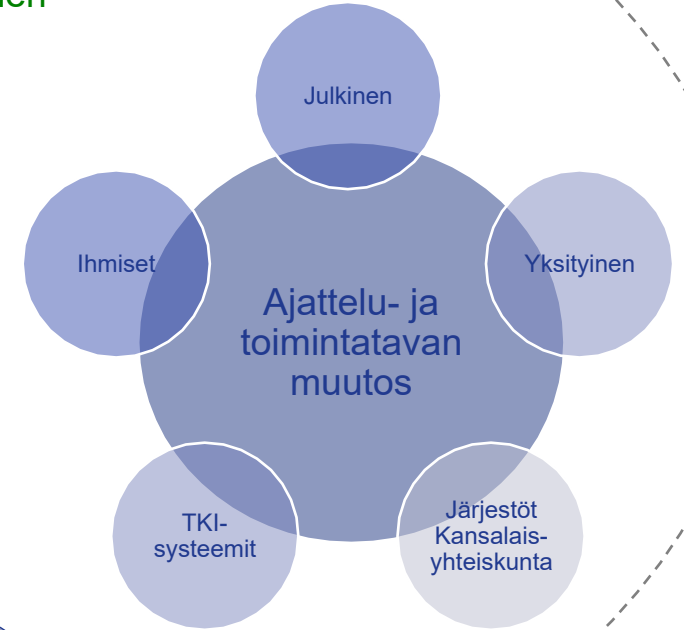 Julkinen
Ihmiset
Yksityinen
Ajattelu- ja
toimintatavan
muutos
TKI-
systeemit
Järjestöt
Kansalais-
yhteiskunta